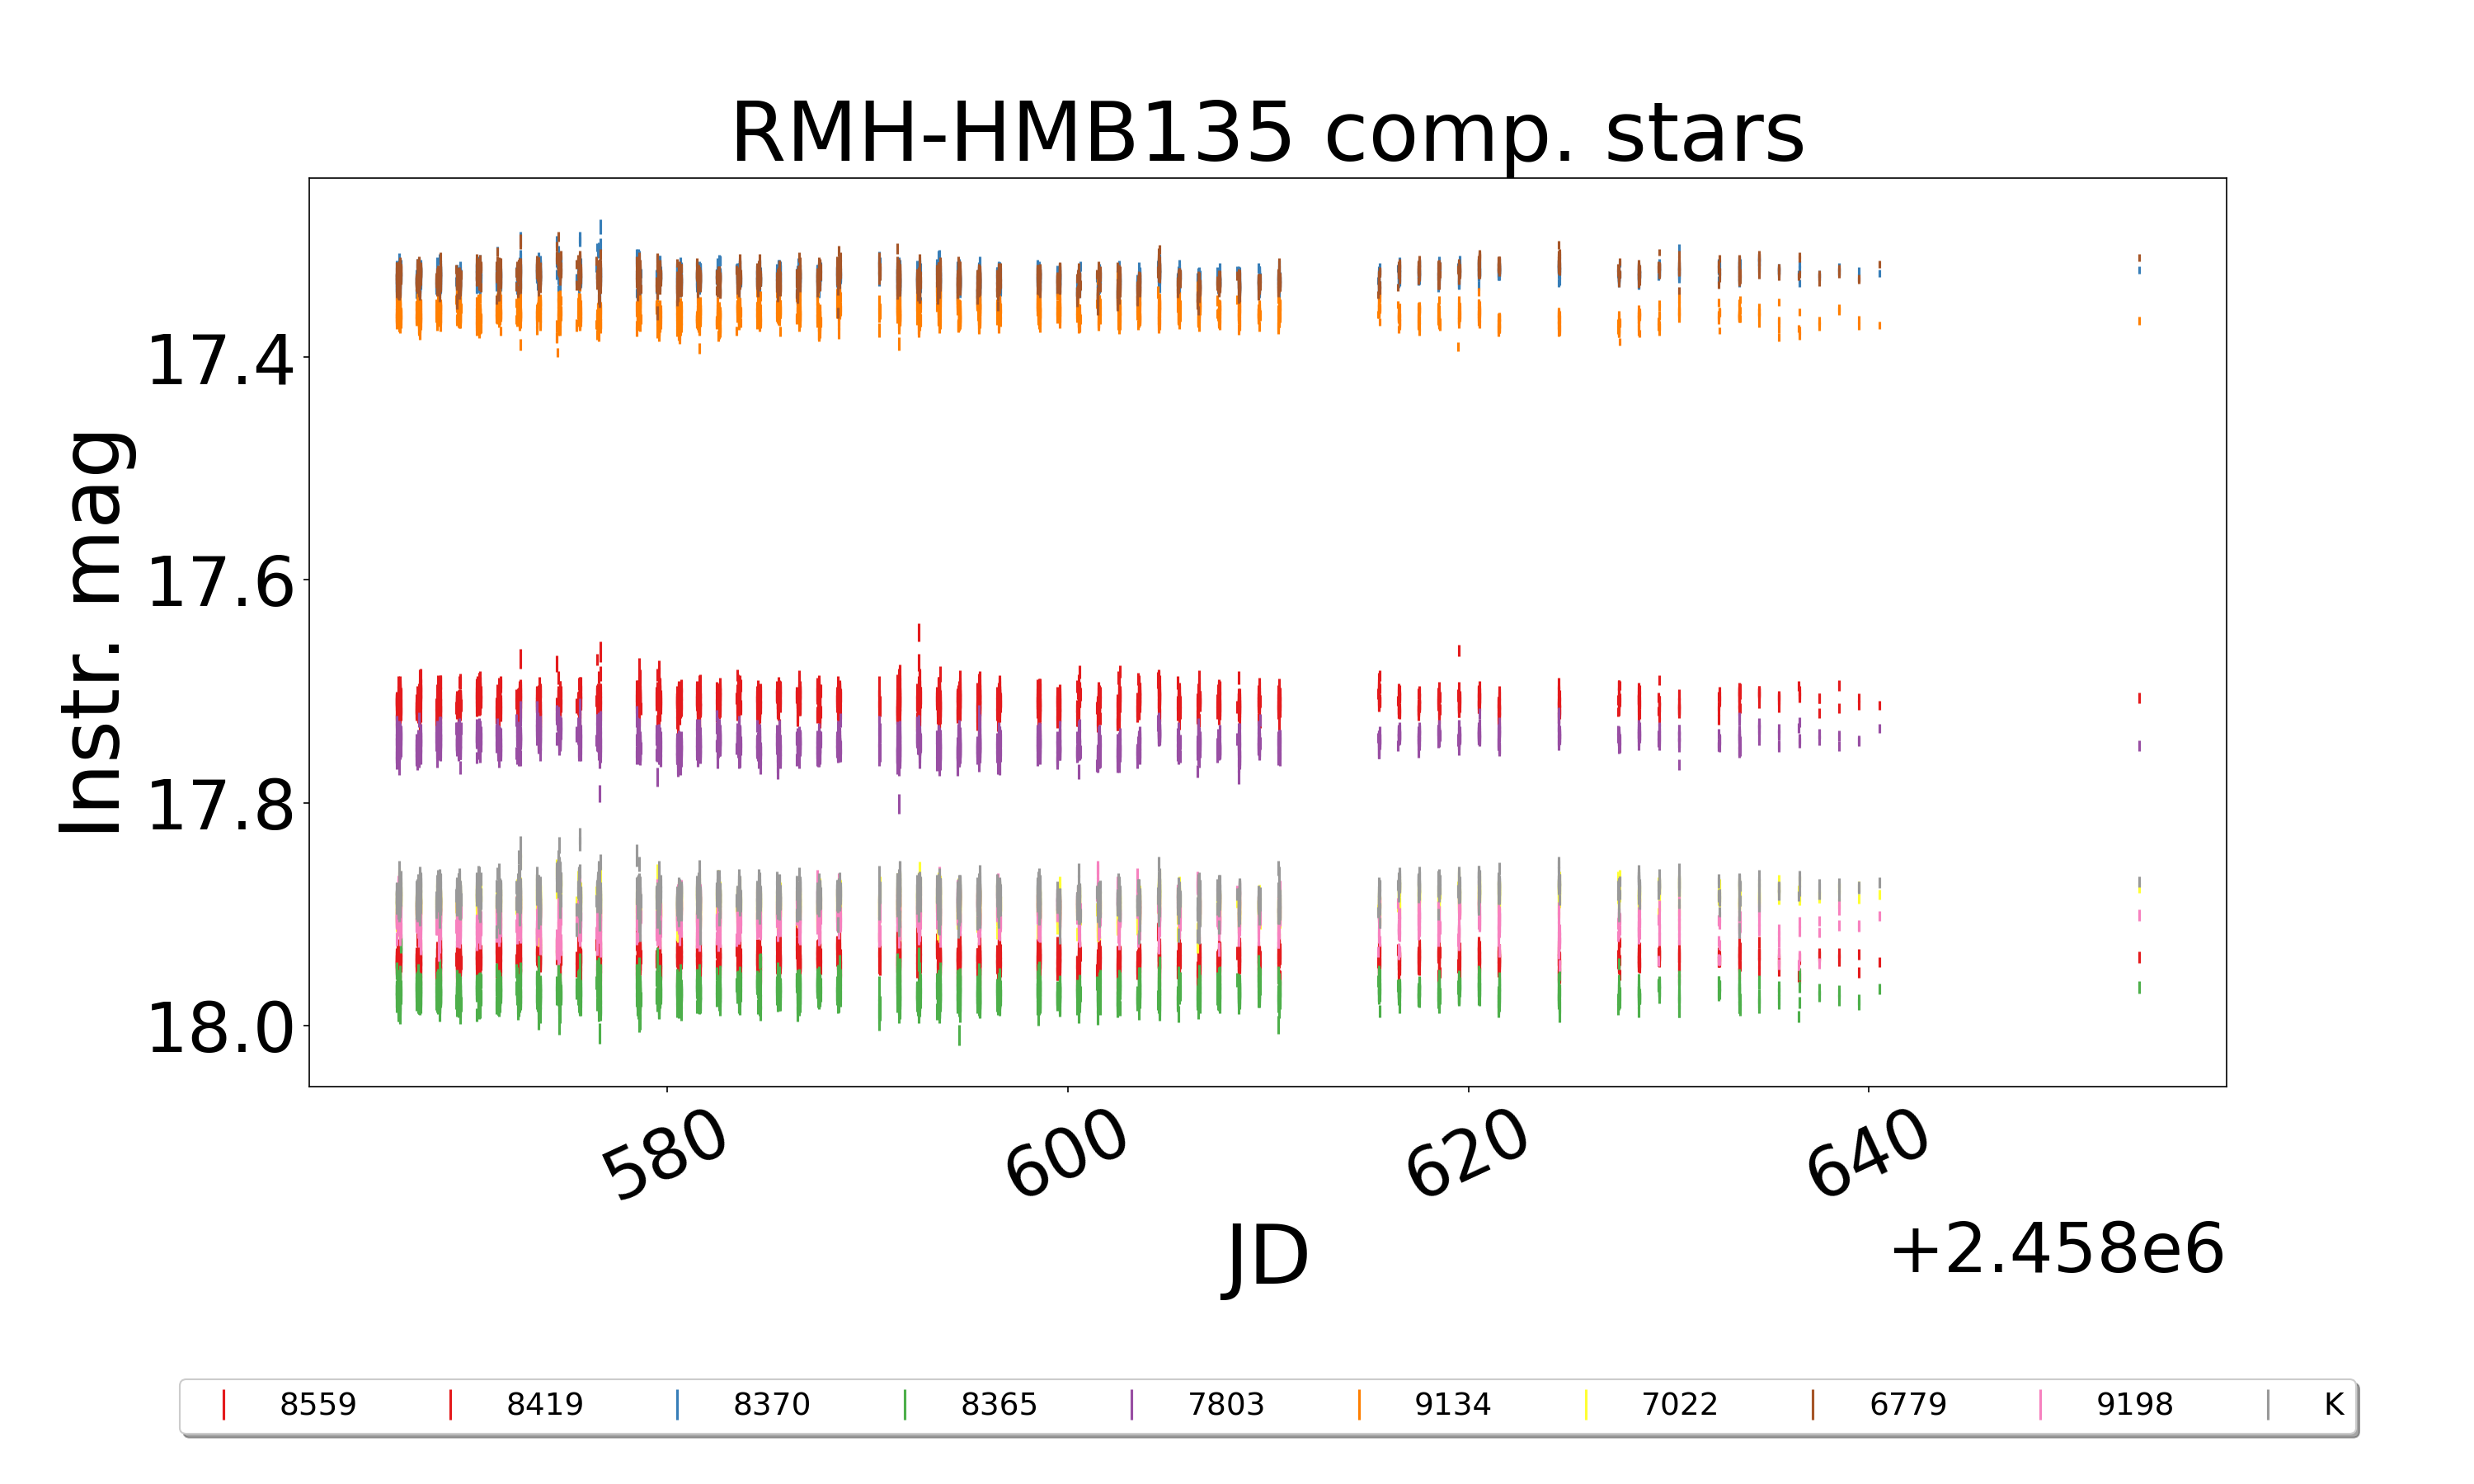 RMH-HMB135 comp. stars
Instr. mag
17.4
17.6
17.8
18.0
580 600 620 640
JD
+2.458e6
8559 8419 8370 8365 7803 9134 7022 6779 9198 K